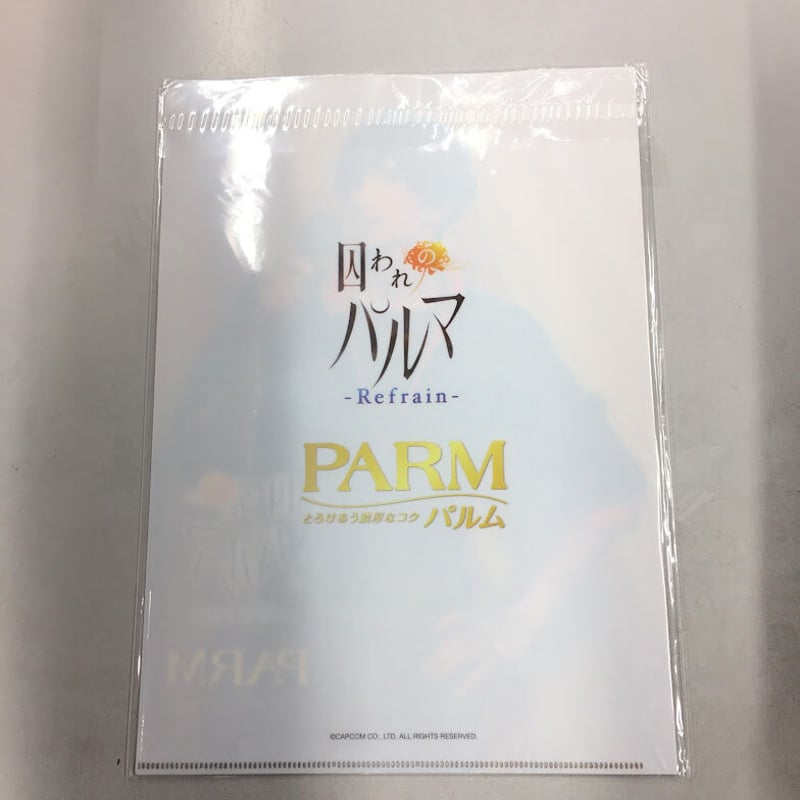 囚われの
パルマ
-Refrain-
PARM
とろけあう濃厚なコク パルム
PARM
©CAPCOM CO., LTD. ALL RIGHTS RESERVED.